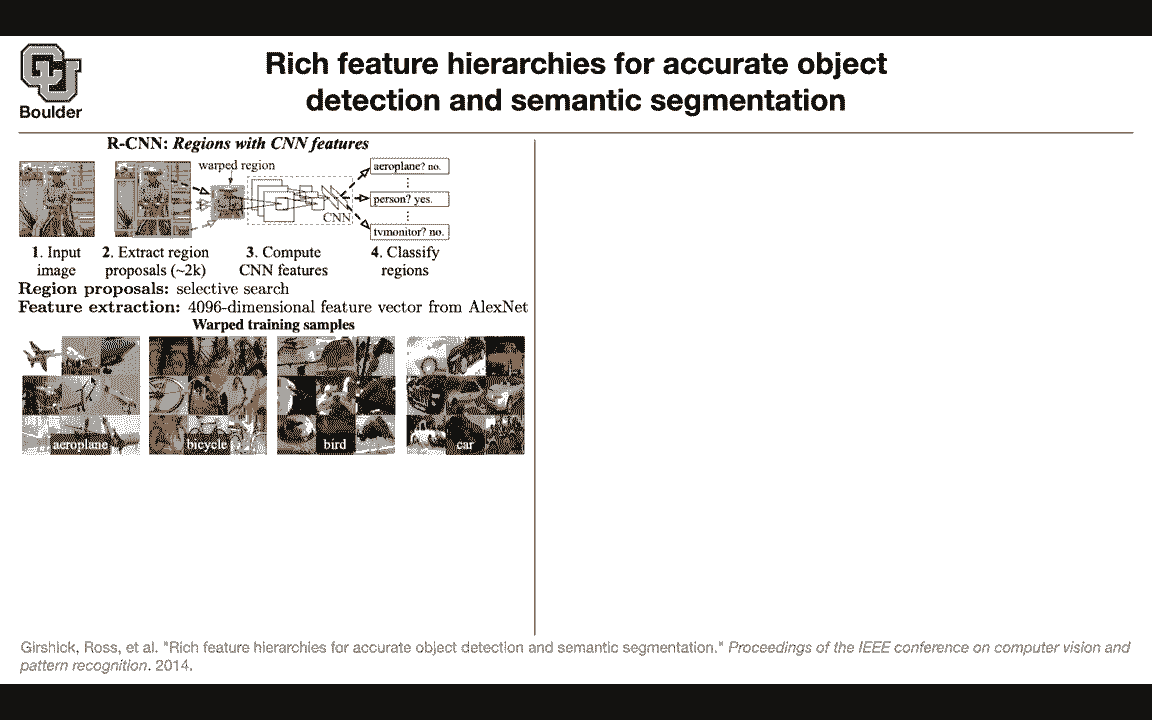 Boulder
Rich feature hierarchies for accurate object
detection and semantic segmentation
R-CNN: Regions with CNN features
warped region
aeroplane? no.
person? yes.
CNN
tvmonitor? no.
1. Input
image
2. Extract region
proposals (~2k)
3. Compute
CNN features
4. Classify
regions
Region proposals: selective search
Feature extraction: 4096-dimensional feature vector from AlexNet
Warped training samples
aeroplane
bicycle
bird
car
Girshick, Ross, et al. "Rich feature hierarchies for accurate object detection and semantic segmentation." Proceedings of the IEEE conference on computer vision and
pattern recognition. 2014.